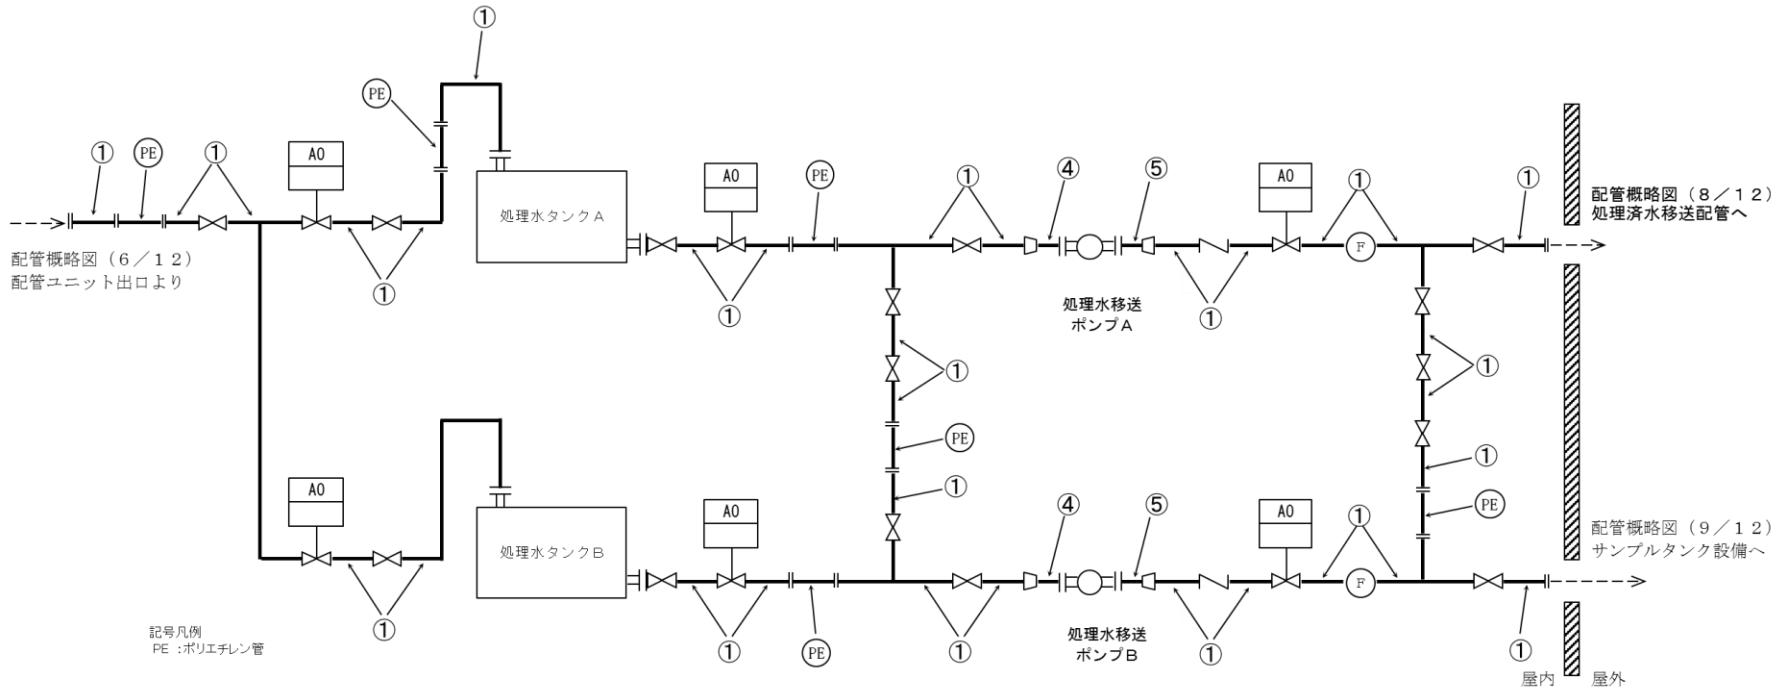 ①
PE
①
PE
①
AO
①
AO
PE
①
④
⑤
AO
①
①
配管概略図（8／12）
処理済水移送配管へ
処理水タンクA
F
配管概略図（6／12）
配管ユニット出口より
①
①
処理水移送
ポンプA
①
①
①
PE
①
①
PE
AO
AO
④
⑤
AO
①
処理水タンクB
配管概略図（9／12）
サンプルタンク設備へ
F
①
①
PE
①
処理水移送
ポンプB
①
①
記号凡例
PE ：ポリエチレン管
屋内
屋外